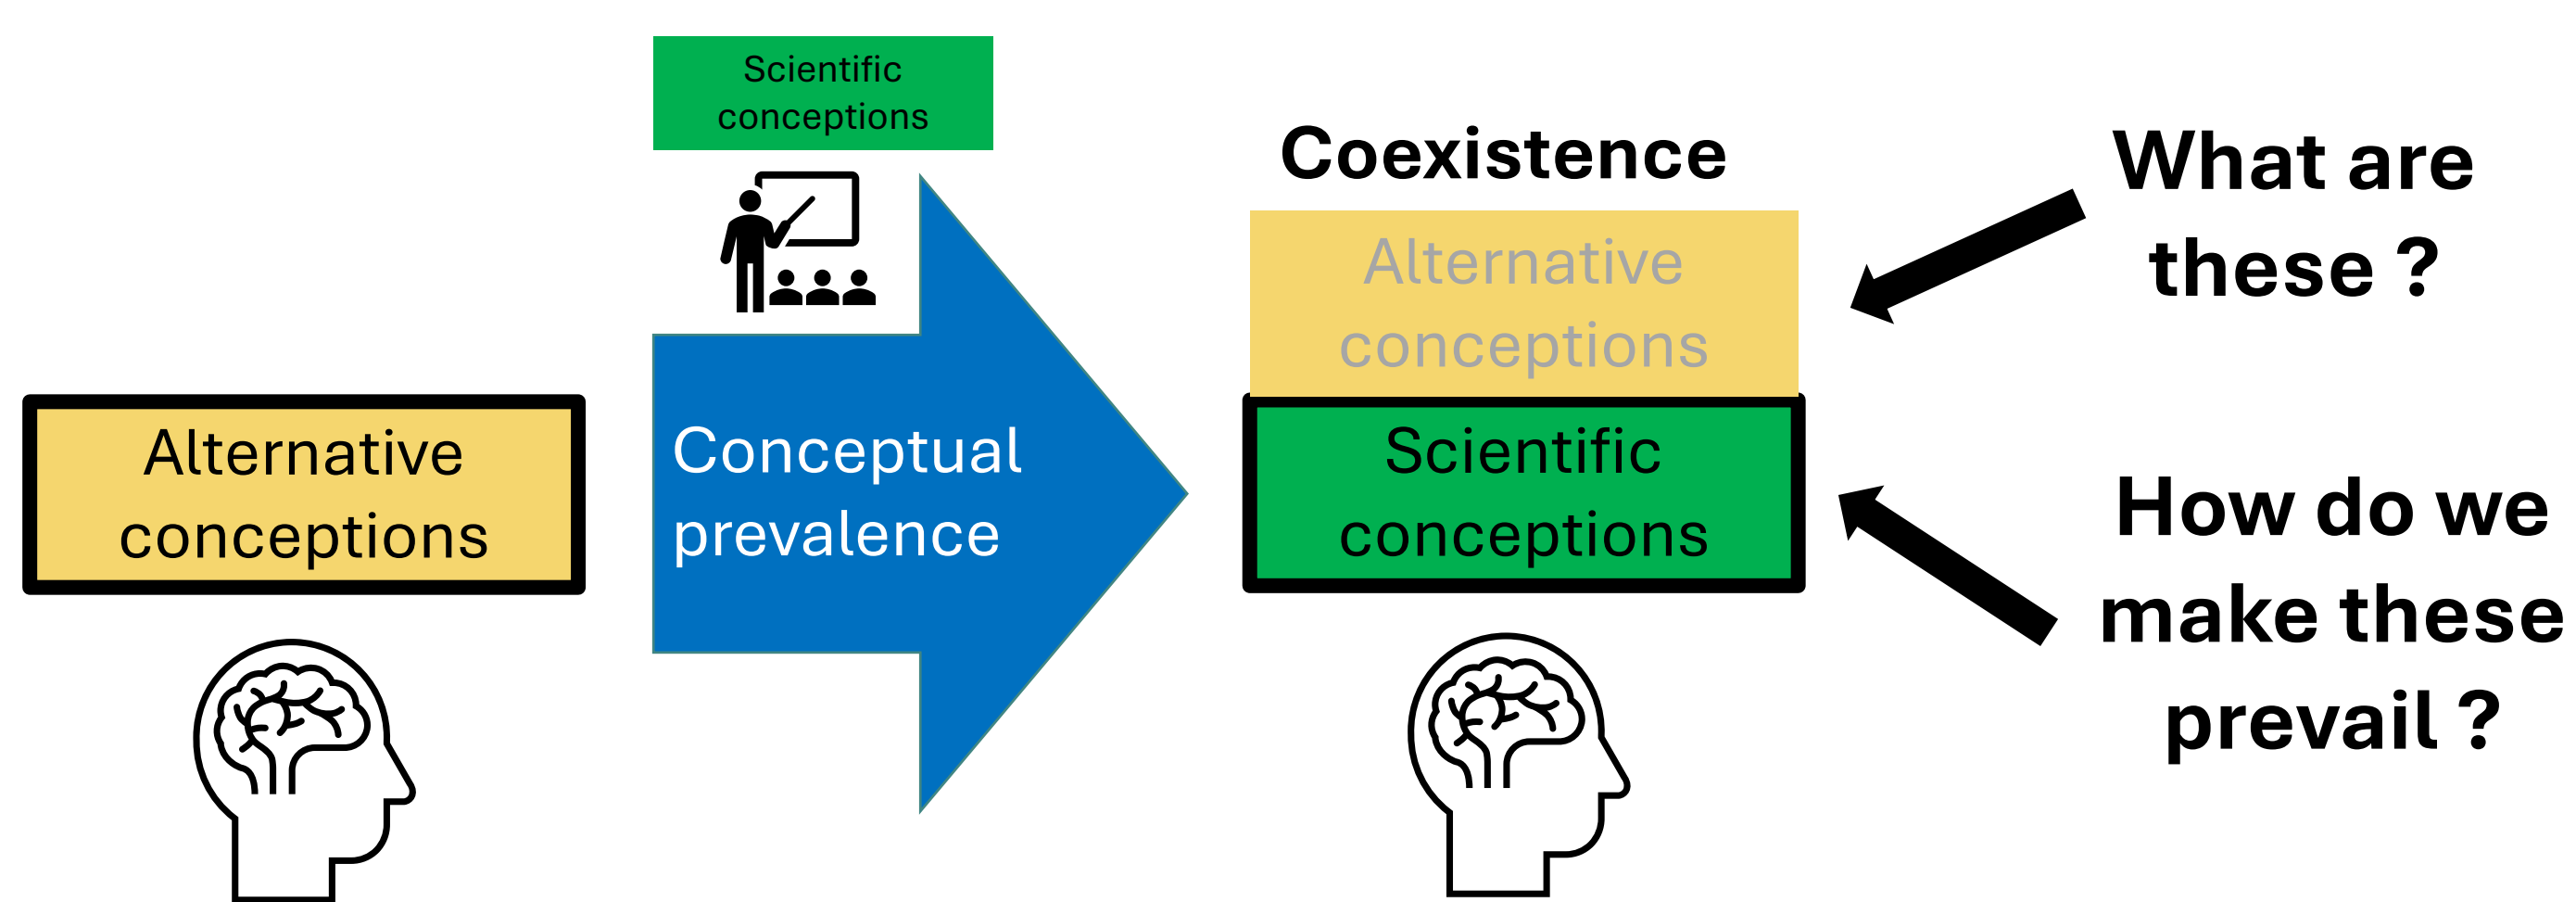 Scientific
conceptions
Alternative
conceptions
Conceptual
prevalence
Coexistence
Alternative
conceptions
Scientific
conceptions
What are
these ?
How do we
make these
prevail ?